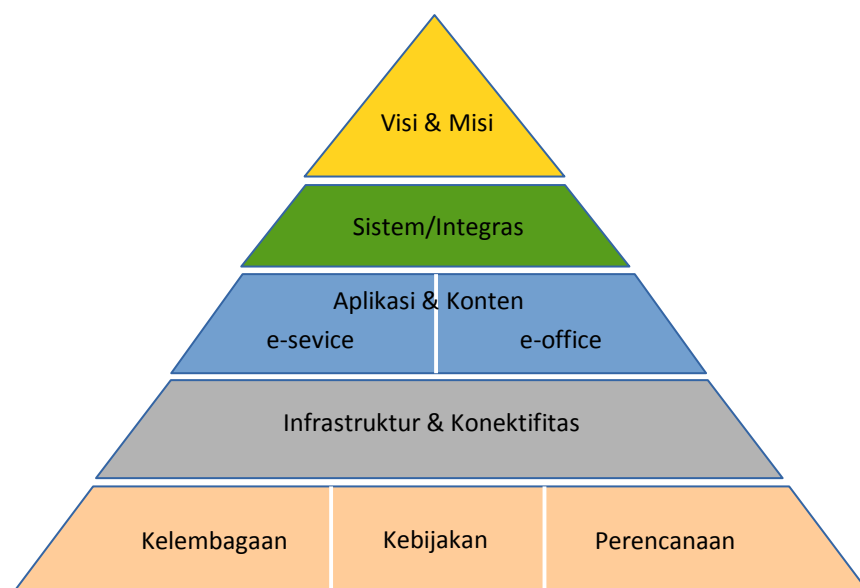 Visi & Misi
Sistem/Integras
Aplikasi & Konten
e-sevice e-office
Infrastruktur & Konektifitas
Kelembagaan Kebijakan Perencanaan